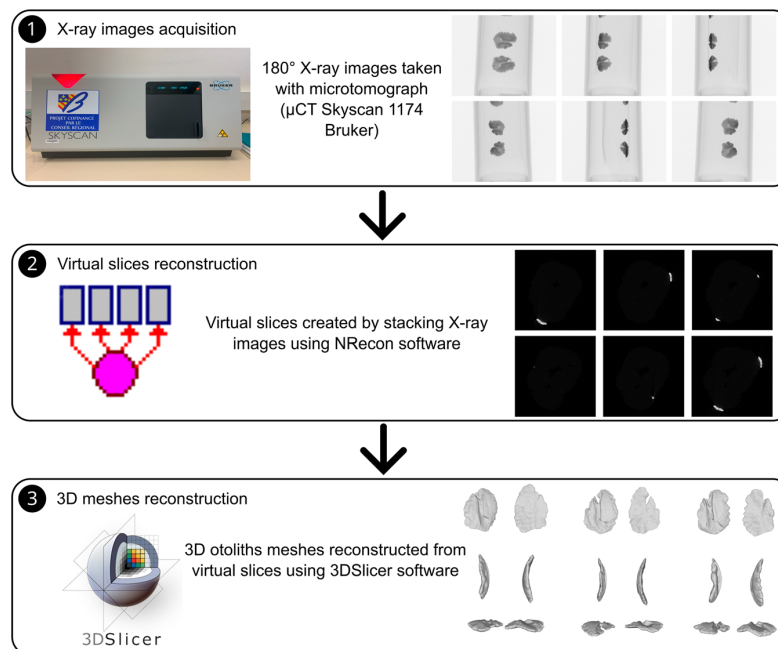 1 X-ray images acquisition
BRUKER
PROJET COFINANCE
PAR LE
CONSEIL REGIONAL
SKYSCAN
180° X-ray images taken
with microtomograph
(µCT Skyscan 1174
Bruker)
2 Virtual slices reconstruction
Virtual slices created by stacking X-ray
images using NRecon software
3 3D meshes reconstruction
3D otoliths meshes reconstructed from
virtual slices using 3DSlicer software
3DSlicer